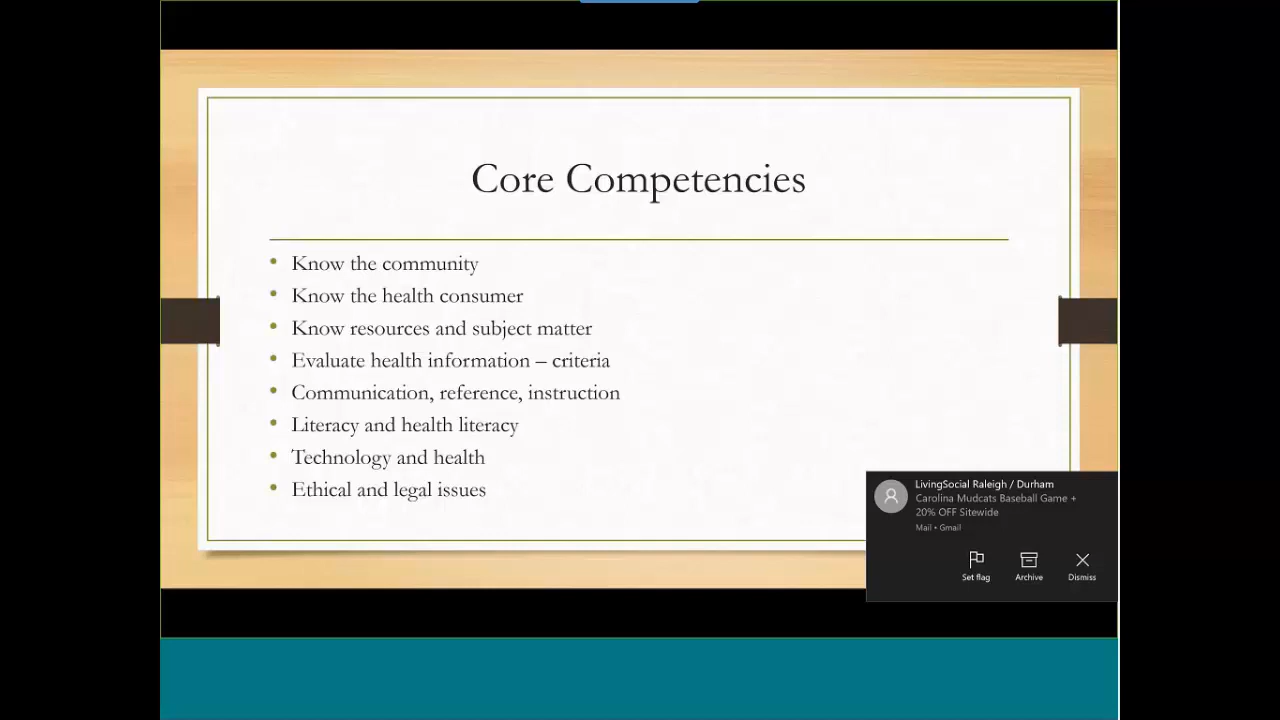 Core Competencies
• Know the community
• Know the health consumer
• Know resources and subject matter
• Evaluate health information – criteria
• Communication, reference, instruction
• Literacy and health literacy
• Technology and health
• Ethical and legal issues
LivingSocial Raleigh / Durham
Carolina Mudcats Baseball Game +
20% OFF Sitewide
Mail • Gmail
Set flag Archive Dismiss